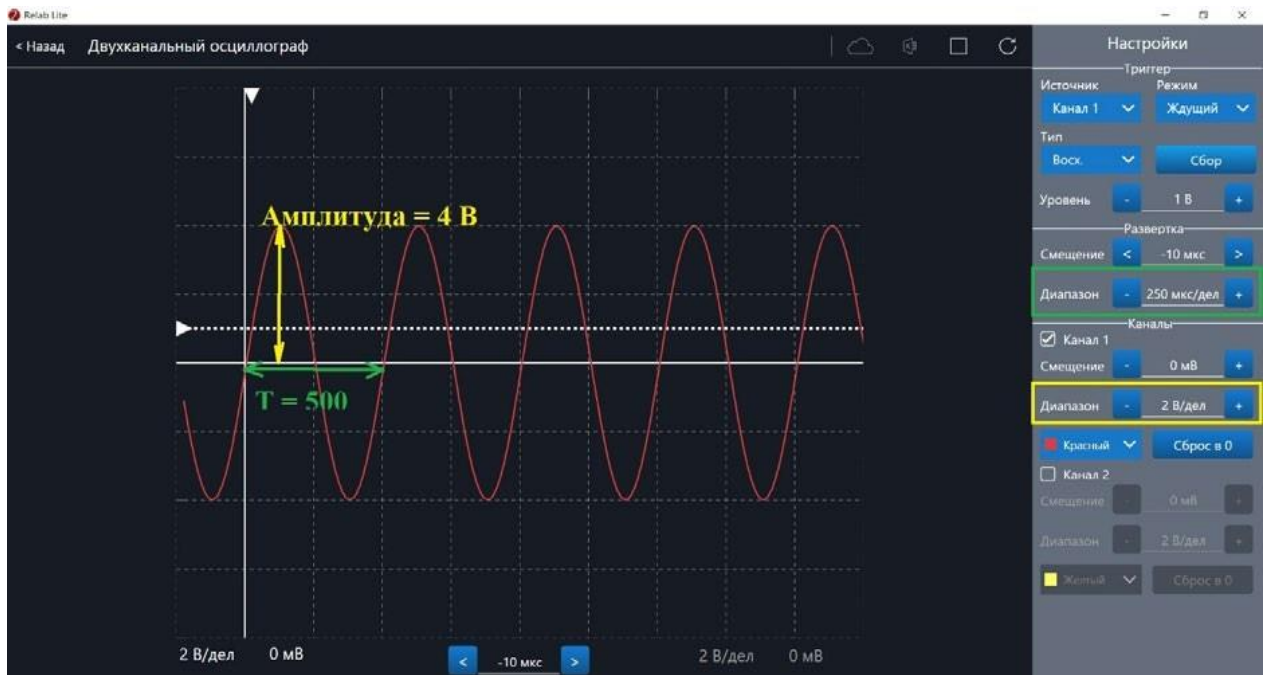 Relab Lite
< Назад Двухканальный осциллограф
Настройки
Триггер
Источник Режим
Канал 1 Ждущий
Тип
Восх. Сбор
Уровень - 1 В +
Развертка
Смещение < -10 мкс >
Диапазон - 250 мкс/дел +
Каналы
Канал 1
Смещение - 0 мВ +
Диапазон - 2 В/дел +
Красный Сброс в 0
Канал 2
Смещение - 0 мВ +
Диапазон - 2 В/дел +
Желтый Сброс в 0
Амплитуда = 4 В
T = 500
2 В/дел 0 мВ < -10 мкс > 2 В/дел 0 мВ